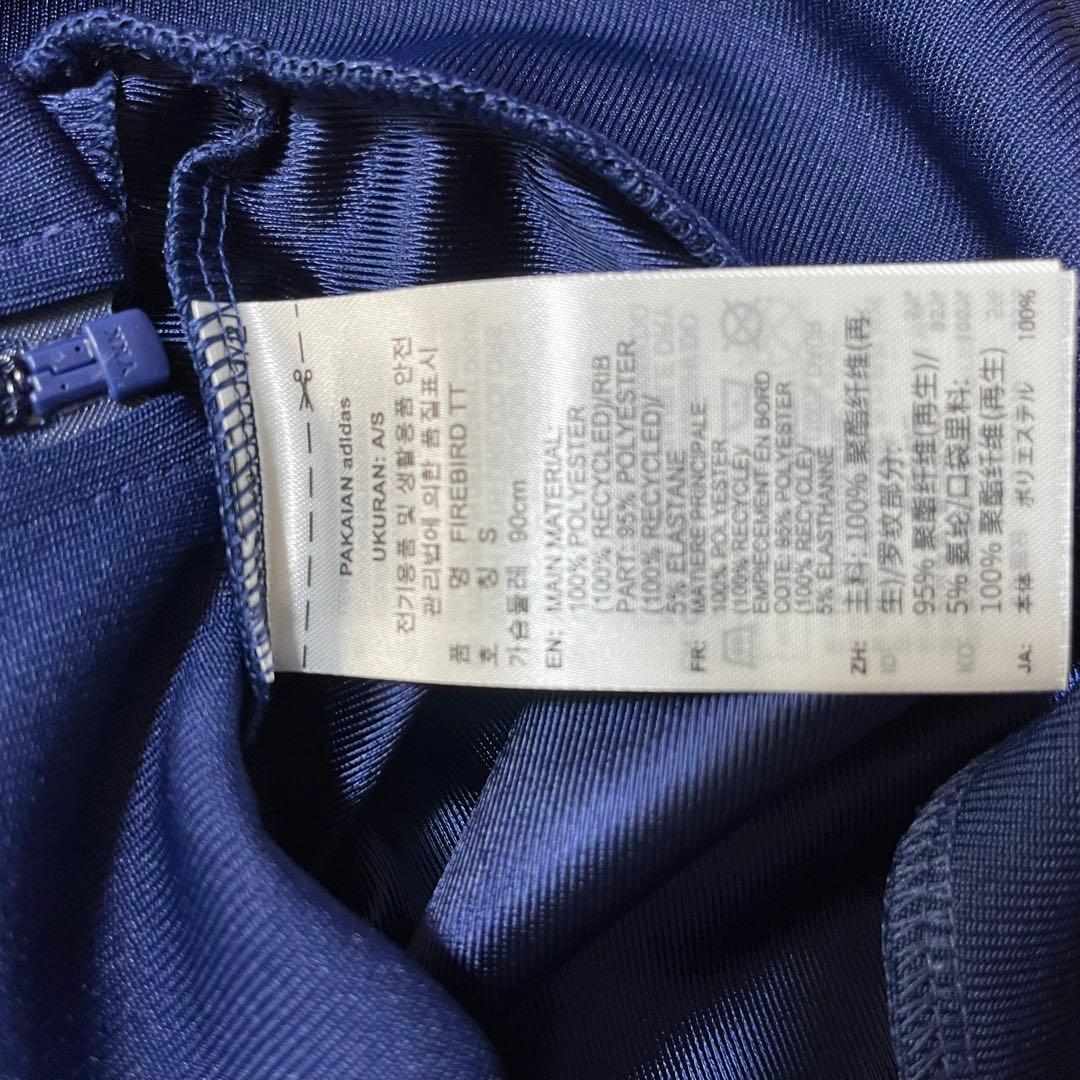 PAKAIAN adidas
UKURAN: A/S
전기용품 및 생활용품 안전
관리법에 의한 품질표시
품 명 FIREBIRD TT
호 칭 S
가슴둘레 90cm
EN: MAIN MATERIAL:
100% POLYESTER
(100% RECYCLED)/RIB
PART: 95% POLYESTER
(100% RECYCLED)/
5% ELASTANE
FR: MATIERE PRINCIPALE
100% POLYESTER
(100% RECYCLE)/
EMPIECEMENT EN BORD
COTE 95% POLYESTER
(100% RECYCLE)/
5% ELASTHANE
ZH: 主料 100% 聚酯纤维(再
生)/罗纹部分:
95% 聚酯纤维(再生)/
5% 氨纶/口袋里料:
100% 聚酯纤维(再生)
JA: 本体 ポリエステル 100%